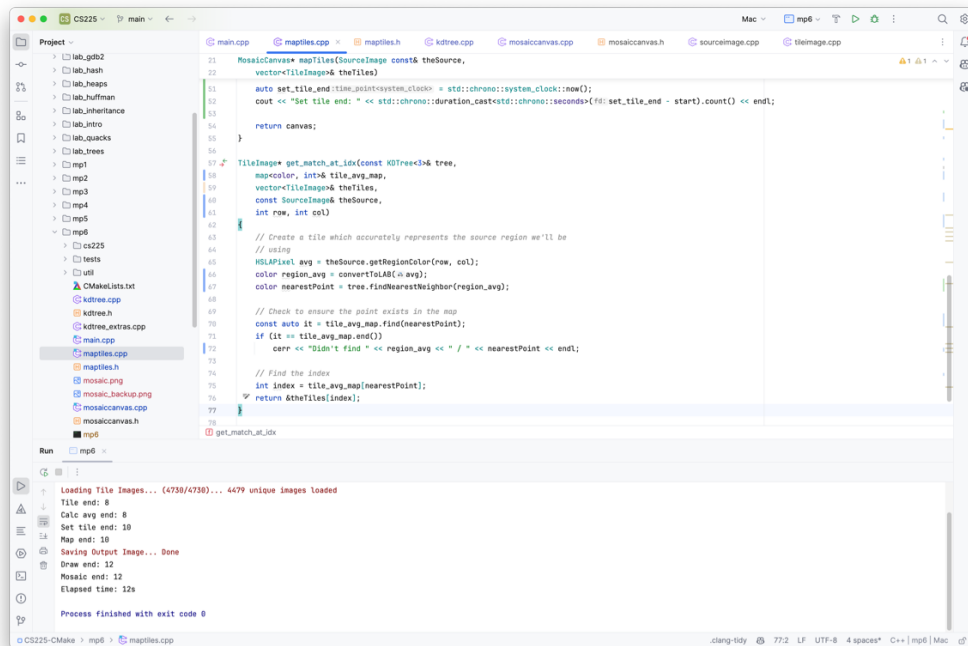 CS CS225 main Mac mp6
Project
main.cpp maptiles.cpp maptiles.h kdtree.cpp mosaiccanvas.cpp mosaiccanvas.h sourceimage.cpp tileimage.cpp
lab_gdb2
lab_hash
lab_heaps
lab_huffman
lab_inheritance
lab_intro
lab_quacks
lab_trees
mp1
mp2
mp3
mp4
mp5
mp6
cs225
tests
util
CMakeLists.txt
kdtree.cpp
kdtree.h
kdtree_extras.cpp
main.cpp
maptiles.cpp
maptiles.h
mosaic.png
mosaic_backup.png
mosaiccanvas.cpp
mosaiccanvas.h
mp6
21 MosaicCanvas* mapTiles(SourceImage const& theSource,
22 vector<TileImage>& theTiles)
1 1
51 auto set_tile_end:time_point<system_clock> = std::chrono::system_clock::now();
52 cout << "Set tile end: " << std::chrono::duration_cast<std::chrono::seconds>(fd: set_tile_end - start).count() << endl;
53
54 return canvas;
55 }
56
57 TileImage* get_match_at_idx(const KDTree<3>& tree,
58 map<color, int>& tile_avg_map,
59 vector<TileImage>& theTiles,
60 const SourceImage& theSource,
61 int row, int col)
62 {
63 // Create a tile which accurately represents the source region we'll be
64 // using
65 HSLAPixel avg = theSource.getRegionColor(row, col);
66 color region_avg = convertToLAB(avg);
67 color nearestPoint = tree.findNearestNeighbor(region_avg);
68
69 // Check to ensure the point exists in the map
70 const auto it = tile_avg_map.find(nearestPoint);
71 if (it == tile_avg_map.end())
72 cerr << "Didn't find " << region_avg << " / " << nearestPoint << endl;
73
74 // Find the index
75 int index = tile_avg_map[nearestPoint];
76 return &theTiles[index];
77 }
78
f get_match_at_idx
Run mp6
Loading Tile Images... (4730/4730)... 4479 unique images loaded
Tile end: 8
Calc avg end: 8
Set tile end: 10
Map end: 10
Saving Output Image... Done
Draw end: 12
Mosaic end: 12
Elapsed time: 12s
Process finished with exit code 0
CS225-CMake > mp6 > maptiles.cpp .clang-tidy 77:2 LF UTF-8 4 spaces* C++ | mp6 | Mac